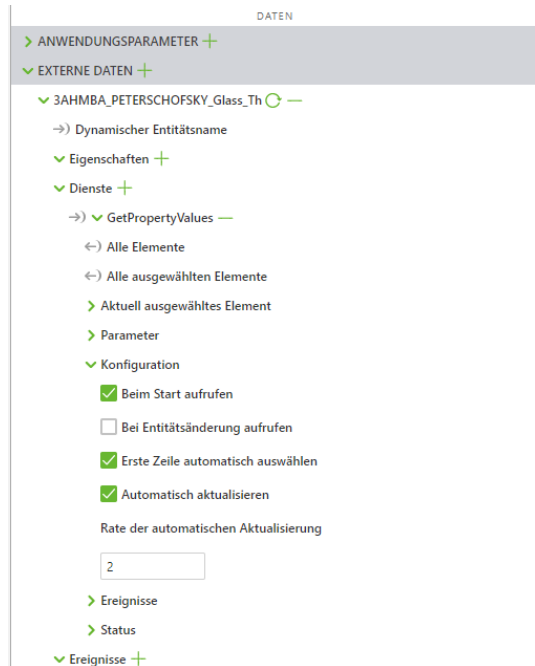 DATEN
ANWENDUNGSPARAMETER
EXTERNE DATEN
3AHMBA_PETERSCHOFSKY_Glass_Th
Dynamischer Entitätsname
Eigenschaften
Dienste
GetPropertyValues
Alle Elemente
Alle ausgewählten Elemente
Aktuell ausgewähltes Element
Parameter
Konfiguration
Beim Start aufrufen
Bei Entitätsänderung aufrufen
Erste Zeile automatisch auswählen
Automatisch aktualisieren
Rate der automatischen Aktualisierung
2
Ereignisse
Status
Ereignisse